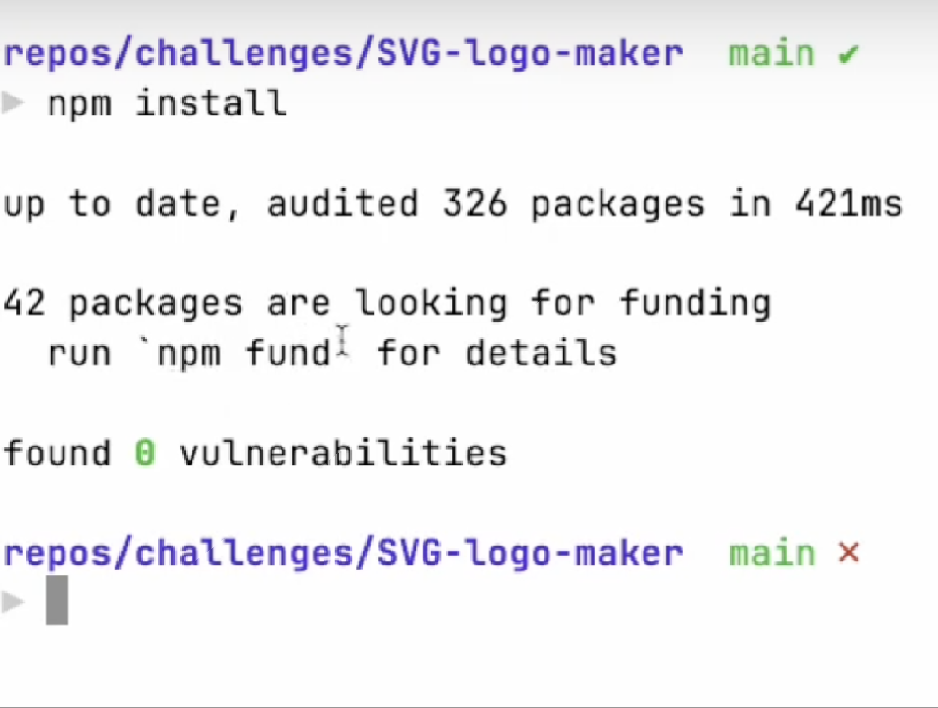 repos/challenges/SVG-logo-maker main ✔
▶ npm install
up to date, audited 326 packages in 421ms
42 packages are looking for funding
run `npm fund` for details
found 0 vulnerabilities
repos/challenges/SVG-logo-maker main ✕
▶